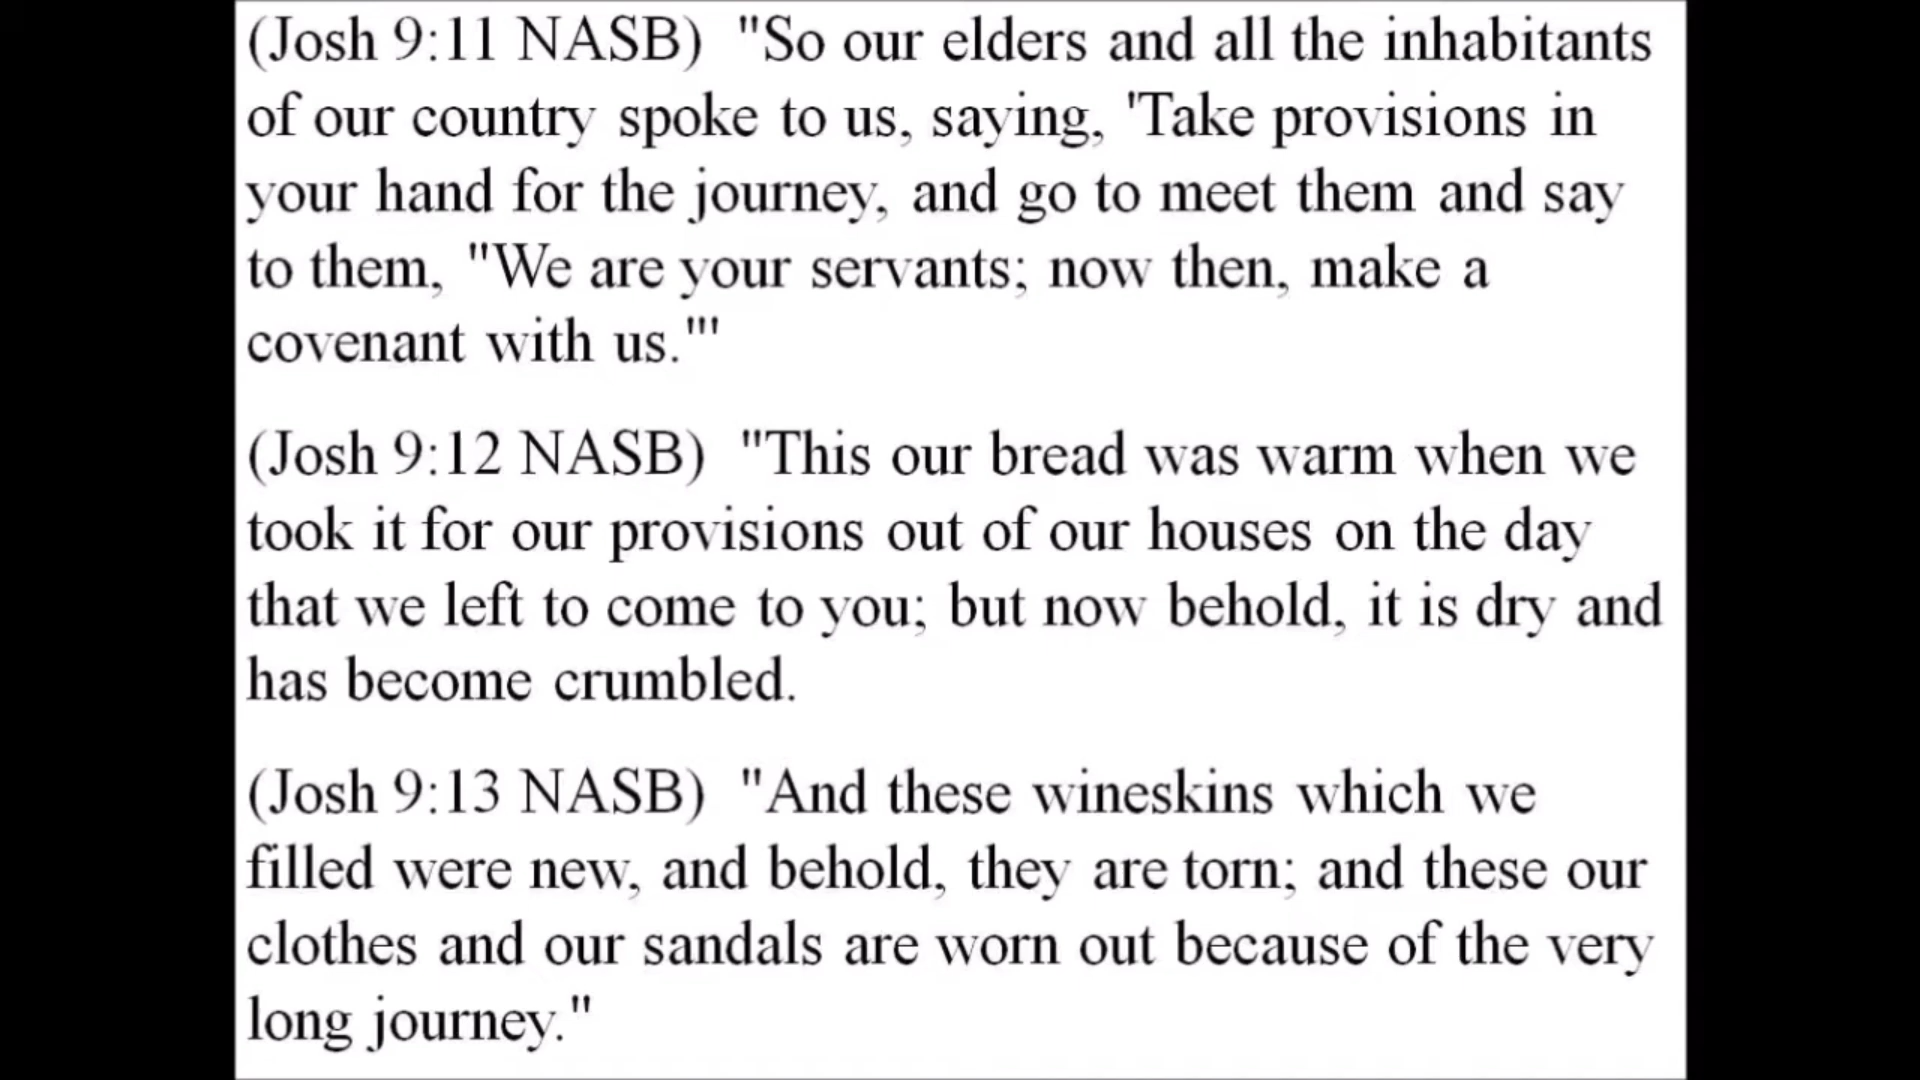 (Josh 9:11 NASB)  "So our elders and all the inhabitants
of our country spoke to us, saying, 'Take provisions in
your hand for the journey, and go to meet them and say
to them, "We are your servants; now then, make a
covenant with us."'"
(Josh 9:12 NASB)  "This our bread was warm when we
took it for our provisions out of our houses on the day
that we left to come to you; but now behold, it is dry and
has become crumbled.
(Josh 9:13 NASB)  "And these wineskins which we
filled were new, and behold, they are torn; and these our
clothes and our sandals are worn out because of the very
long journey."